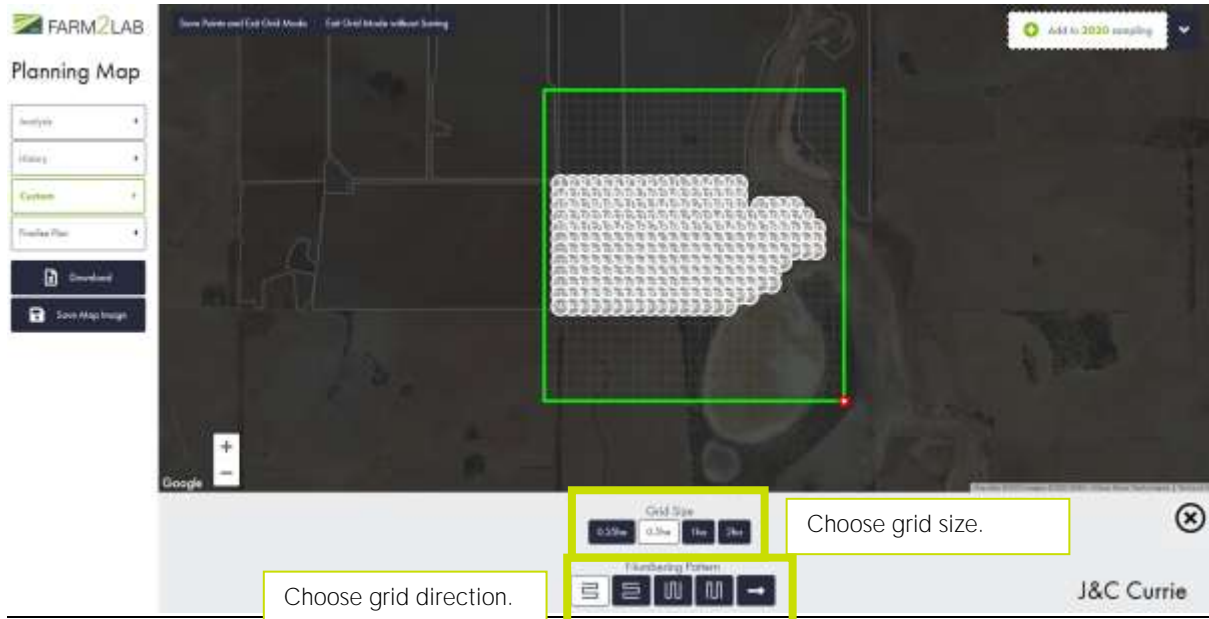 FARM2LAB
Save Points and Exit Grid Mode Exit Grid Mode without Saving
Add to 2020 sampling
Planning Map
Analysis
History
Custom
Finalise Plan
Download
Save Map Image
+
−
Google
Grid Size
0.25ha 0.5ha 1ha 2ha
Choose grid size.
Numbering Pattern
Choose grid direction.
J&C Currie